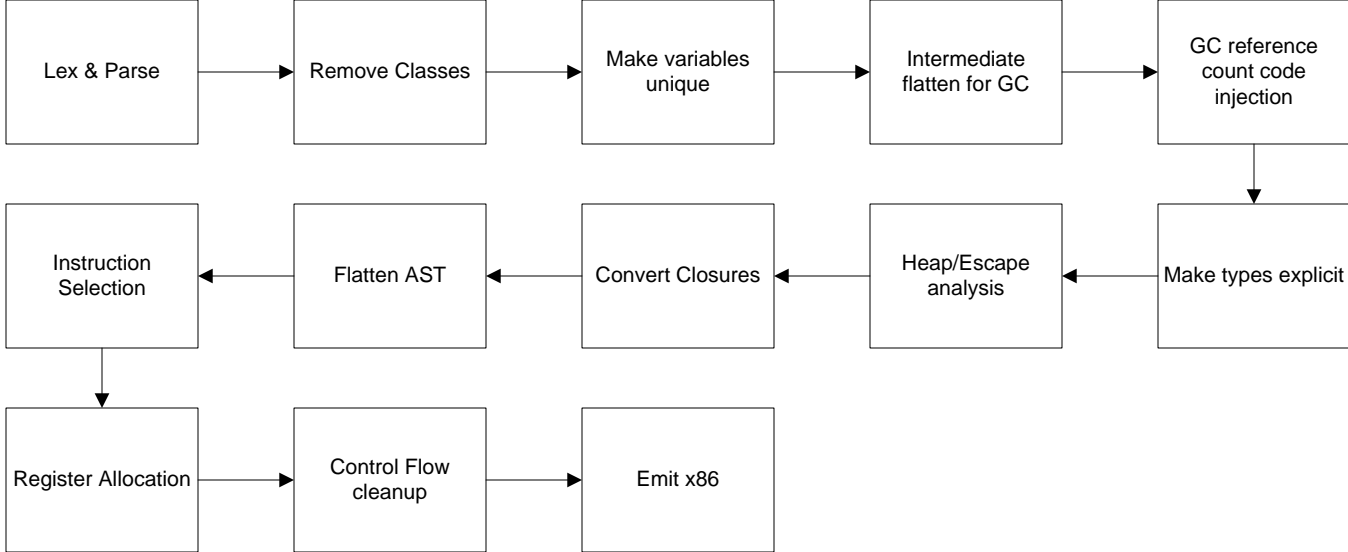 Lex & Parse
Remove Classes
Make variables
unique
Intermediate
flatten for GC
GC reference
count code
injection
Instruction
Selection
Flatten AST
Convert Closures
Heap/Escape
analysis
Make types explicit
Register Allocation
Control Flow
cleanup
Emit x86